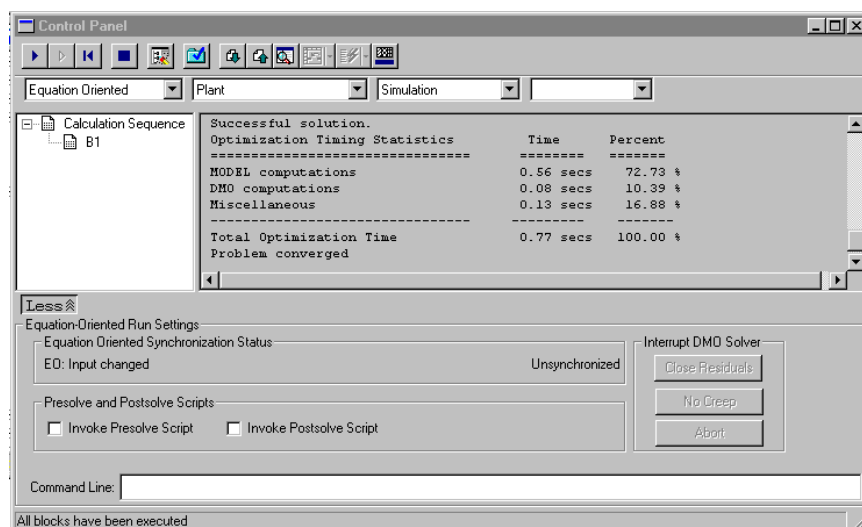 Control Panel
Equation Oriented Plant Simulation
Calculation Sequence
B1
Successful solution.
Optimization Timing Statistics Time Percent
================================ ======== =======
MODEL computations 0.56 secs 72.73 %
DMO computations 0.08 secs 10.39 %
Miscellaneous 0.13 secs 16.88 %
-------------------------------- --------- -------
Total Optimization Time 0.77 secs 100.00 %
Problem converged
Less
Equation-Oriented Run Settings
Equation Oriented Synchronization Status
EO: Input changed Unsynchronized
Interrupt DMO Solver
Close Residuals
No Creep
Abort
Presolve and Postsolve Scripts
Invoke Presolve Script Invoke Postsolve Script
Command Line:
All blocks have been executed